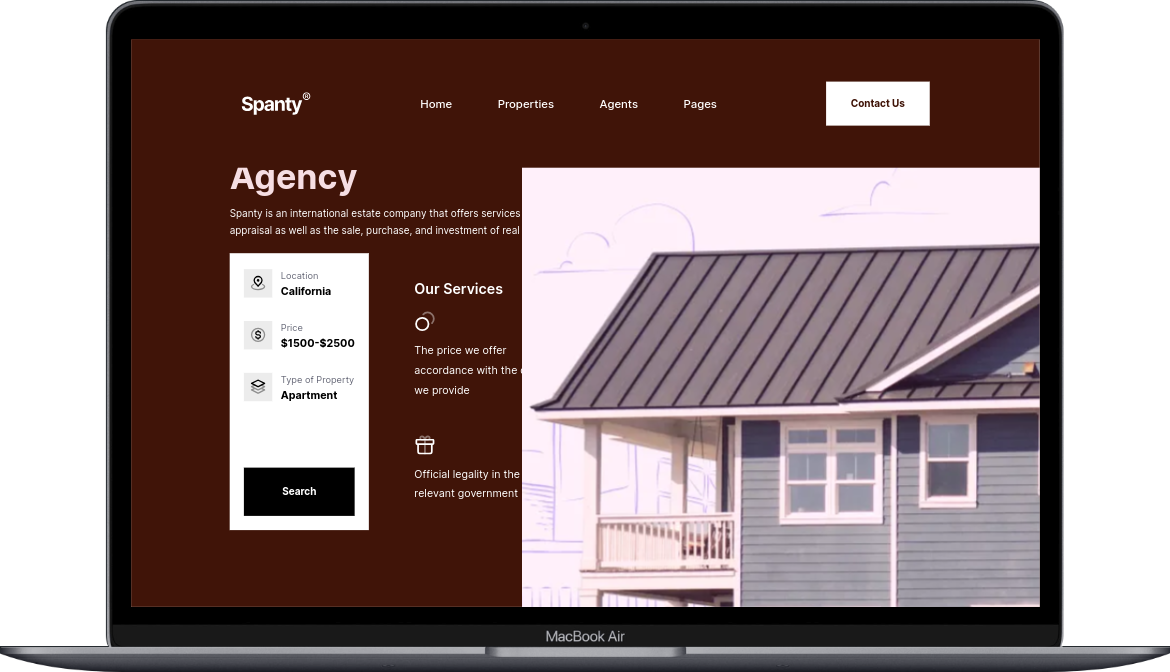 Spanty®
Home Properties Agents Pages
Contact Us
Agency
Spanty is an international estate company that offers services
appraisal as well as the sale, purchase, and investment of real
Location
California
Price
$1500-$2500
Type of Property
Apartment
Search
Our Services
The price we offer
accordance with the
we provide
Official legality in the
relevant government
MacBook Air